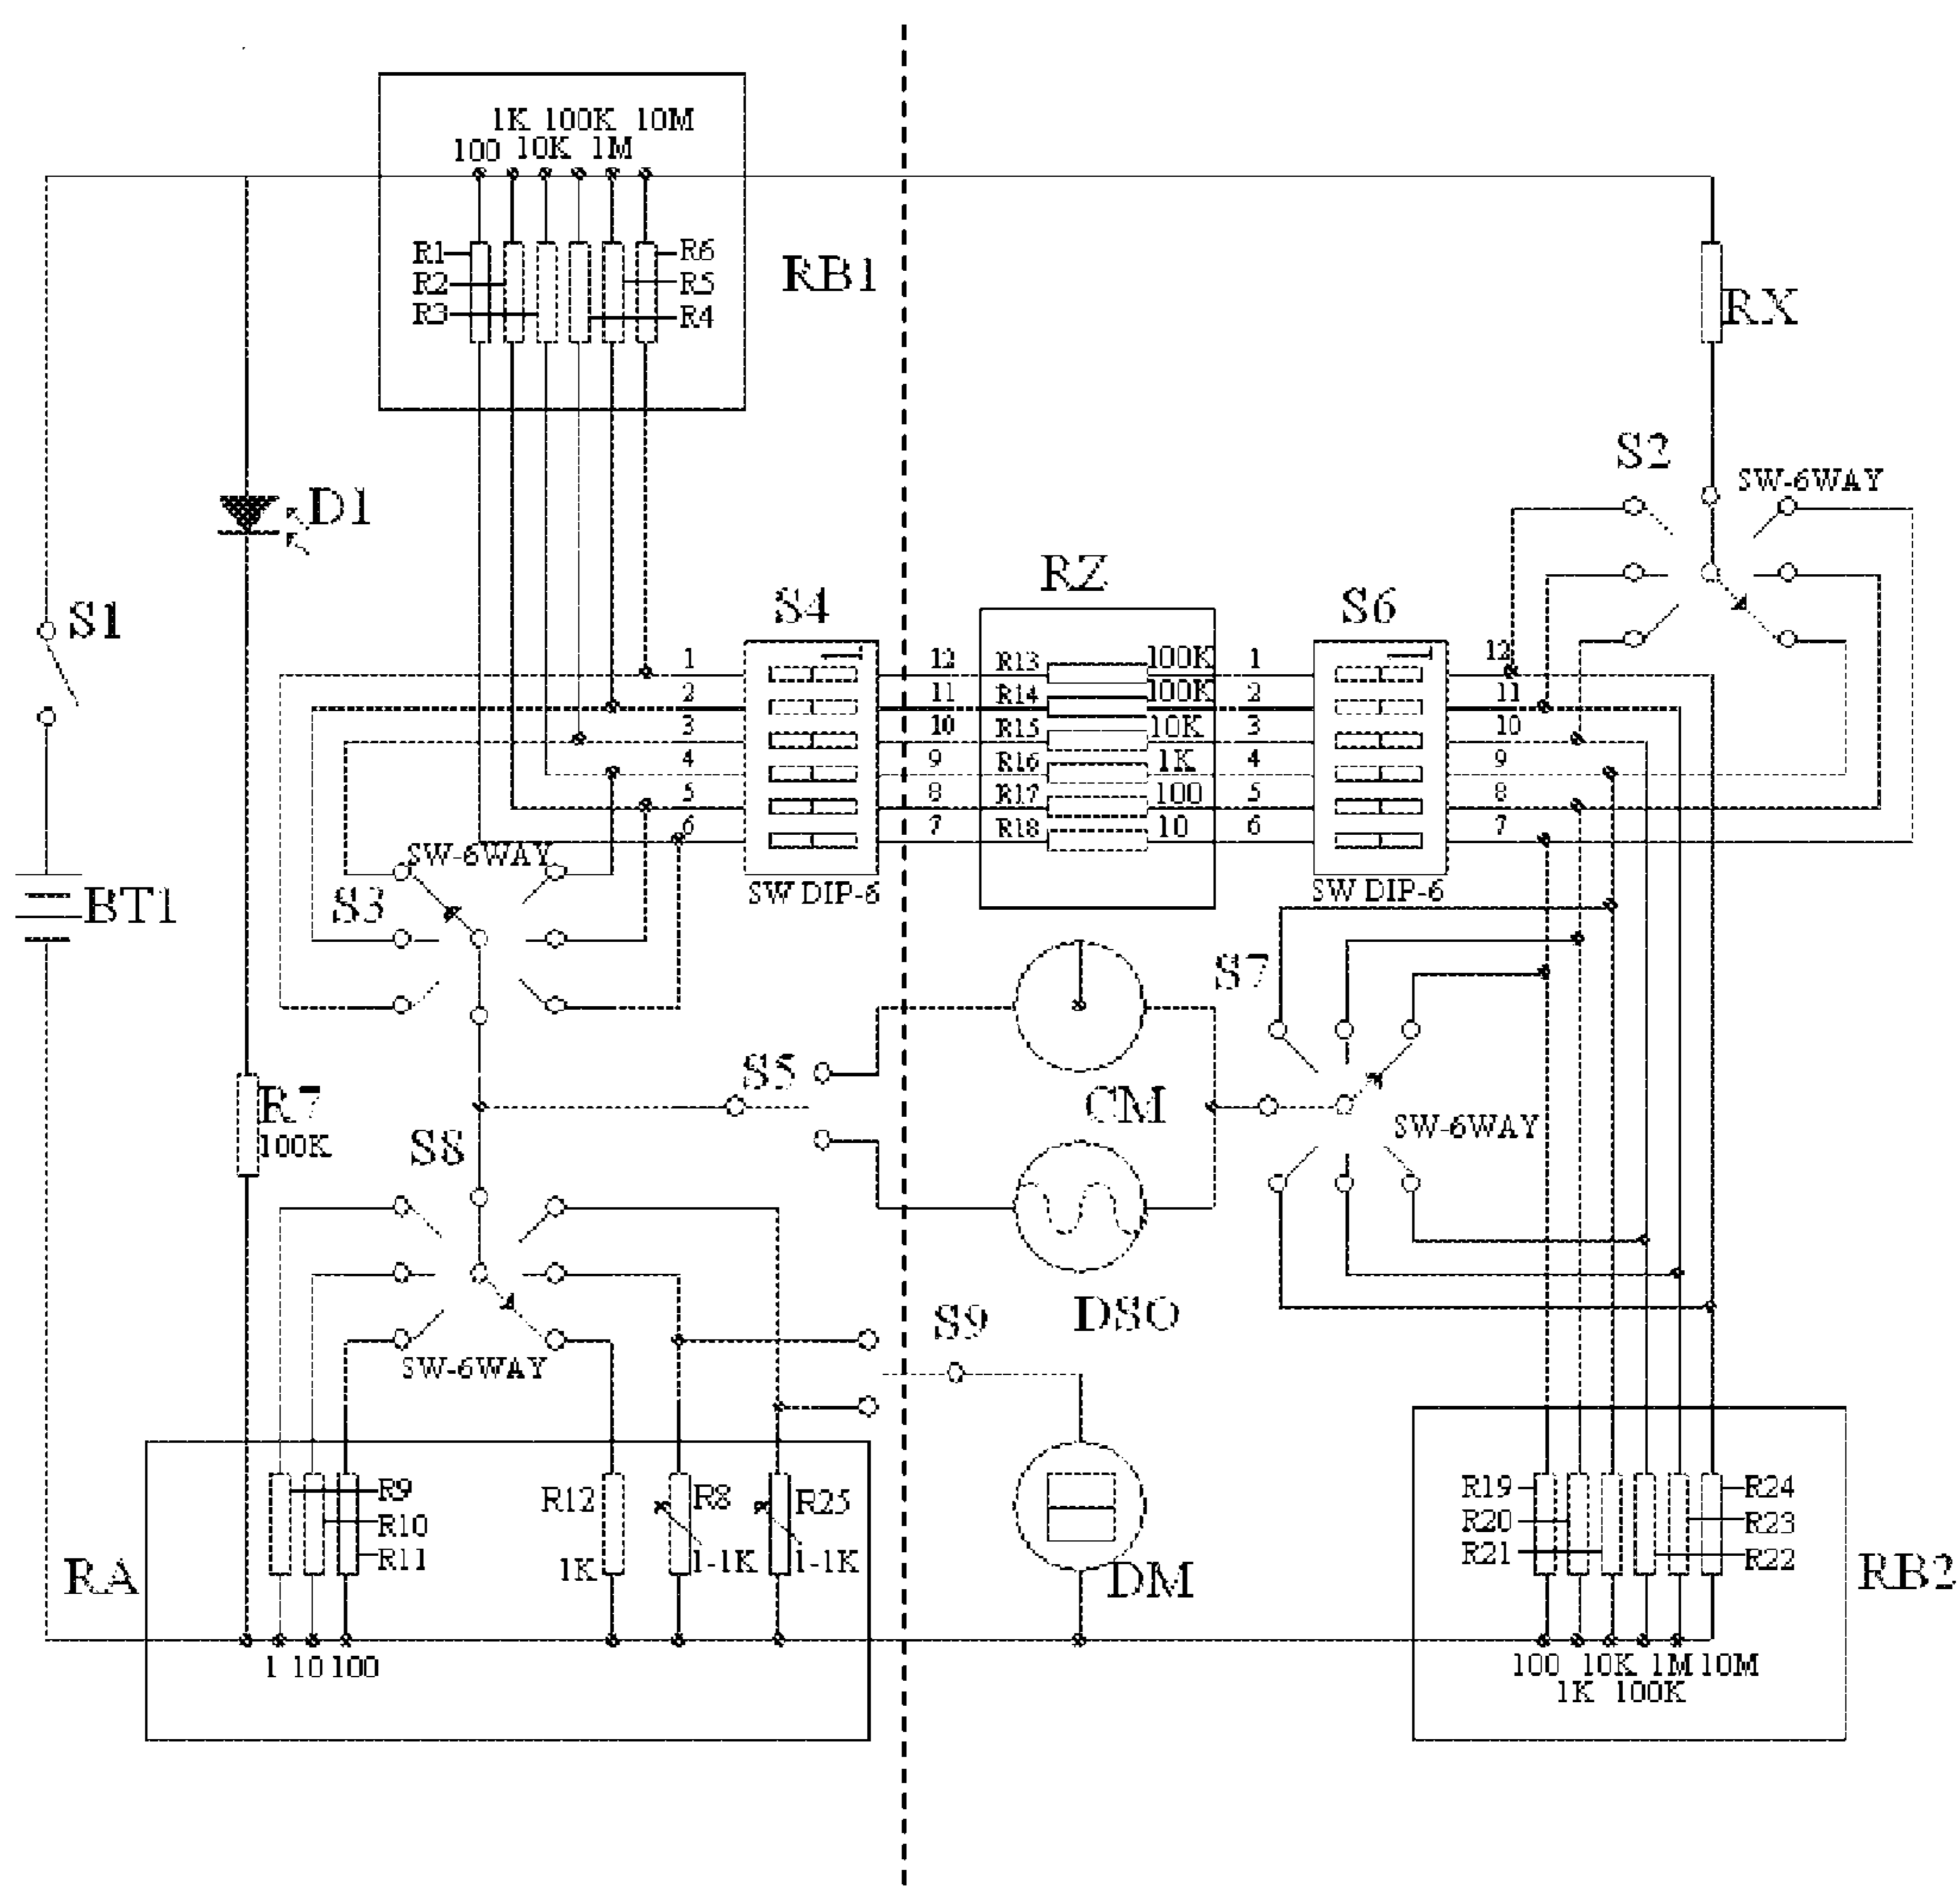 1K 100K 10M
100 10K 1M
R1
R2
R3
R6
R5
R4
RB1
RX
S2
SW-6WAY
D1
S1
BT1
S4
1
2
3
4
5
6
SW DIP-6
12
11
10
9
8
7
RZ
R13 100K
R14 100K
R15 10K
R16 1K
R17 100
R18 10
1
2
3
4
5
6
S6
SW DIP-6
12
11
10
9
8
7
SW-6WAY
S3
S5
S7
CM
SW-6WAY
R7
100K
S8
SW-6WAY
DSO
S9
R9
R10
R11
R12
1K
R8
1-1K
R25
1-1K
RA
1 10 100
DM
R19
R20
R21
R24
R23
R22
RB2
100 10K 1M 10M
1K 100K